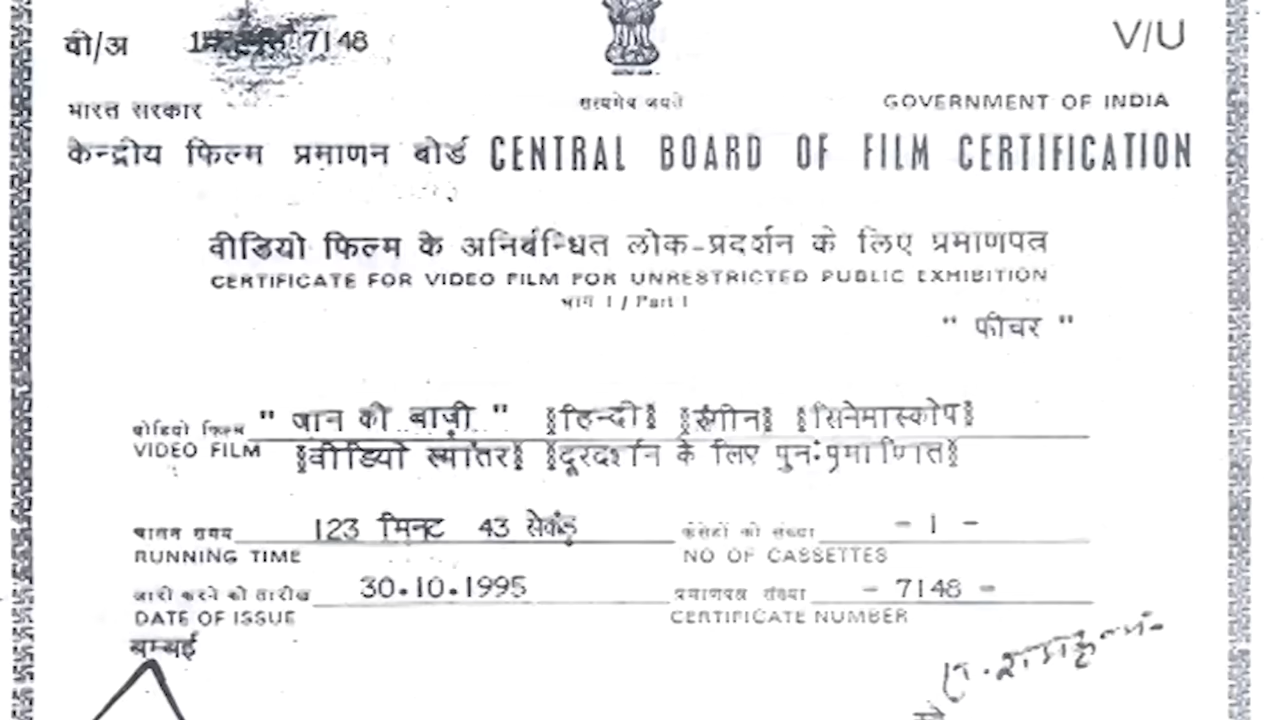 वी/अ 7148
V/U
सत्यमेव जयते
भारत सरकार
GOVERNMENT OF INDIA
केन्द्रीय फिल्म प्रमाणन बोर्ड CENTRAL BOARD OF FILM CERTIFICATION
वीडियो फिल्म के अनिर्बन्धित लोक-प्रदर्शन के लिए प्रमाणपत्र
CERTIFICATE FOR VIDEO FILM FOR UNRESTRICTED PUBLIC EXHIBITION
भाग I / Part I
" फीचर "
वीडियो फिल्म " जान की बाज़ी " हिन्दी रंगीन सिनेमास्कोप
VIDEO FILM वीडियो रूपांतर दूरदर्शन के लिए पुन:प्रमाणित
चालन समय 123 मिनट 43 सेकंड कैसेटों की संख्या - 1 -
RUNNING TIME NO OF CASSETTES
जारी करने की तारीख 30.10.1995 प्रमाणपत्र संख्या - 7148 -
DATE OF ISSUE CERTIFICATE NUMBER
बम्बई